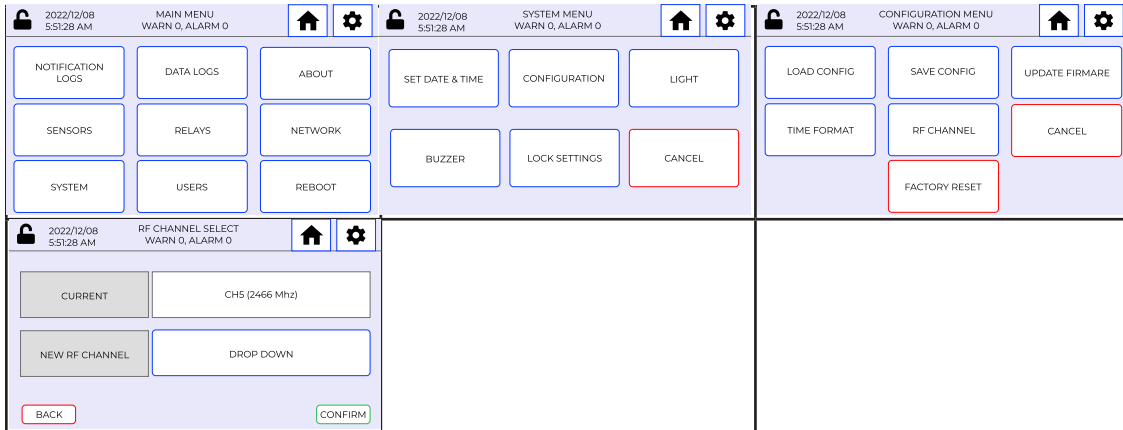 2022/12/08
5:51:28 AM
MAIN MENU
WARN 0, ALARM 0
NOTIFICATION
LOGS
DATA LOGS
ABOUT
SENSORS
RELAYS
NETWORK
SYSTEM
USERS
REBOOT
2022/12/08
5:51:28 AM
SYSTEM MENU
WARN 0, ALARM 0
SET DATE & TIME
CONFIGURATION
LIGHT
BUZZER
LOCK SETTINGS
CANCEL
2022/12/08
5:51:28 AM
CONFIGURATION MENU
WARN 0, ALARM 0
LOAD CONFIG
SAVE CONFIG
UPDATE FIRMARE
TIME FORMAT
RF CHANNEL
CANCEL
FACTORY RESET
2022/12/08
5:51:28 AM
RF CHANNEL SELECT
WARN 0, ALARM 0
CURRENT
CH5 (2466 Mhz)
NEW RF CHANNEL
DROP DOWN
BACK
CONFIRM